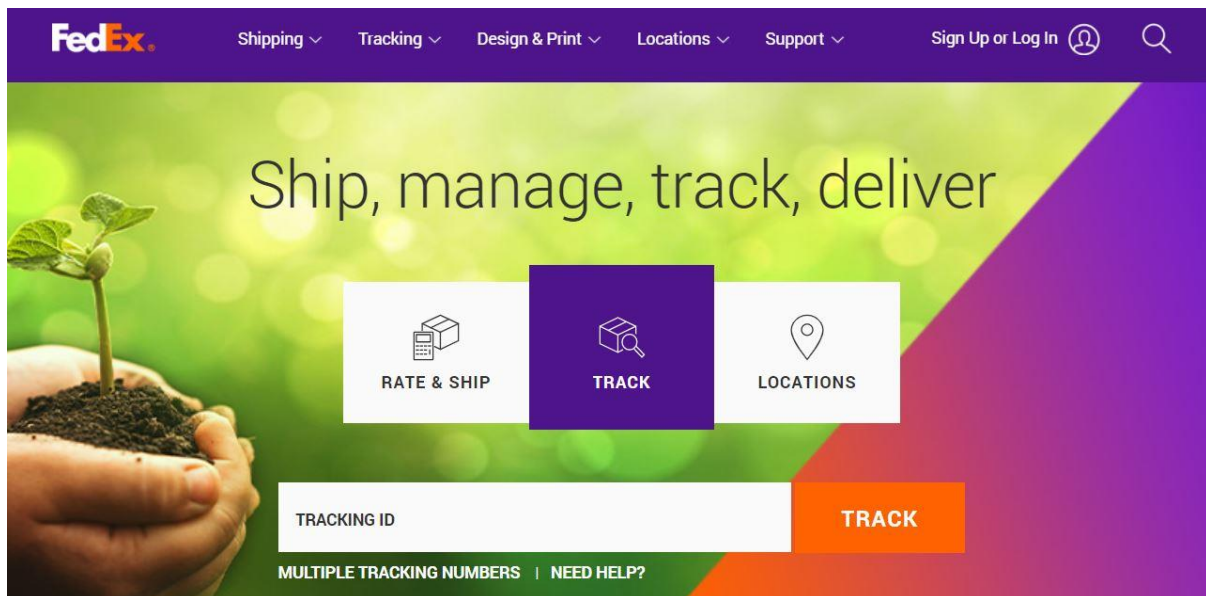 FedEx. Shipping Tracking Design & Print Locations Support Sign Up or Log In
Ship, manage, track, deliver
RATE & SHIP TRACK LOCATIONS
TRACKING ID TRACK
MULTIPLE TRACKING NUMBERS | NEED HELP?